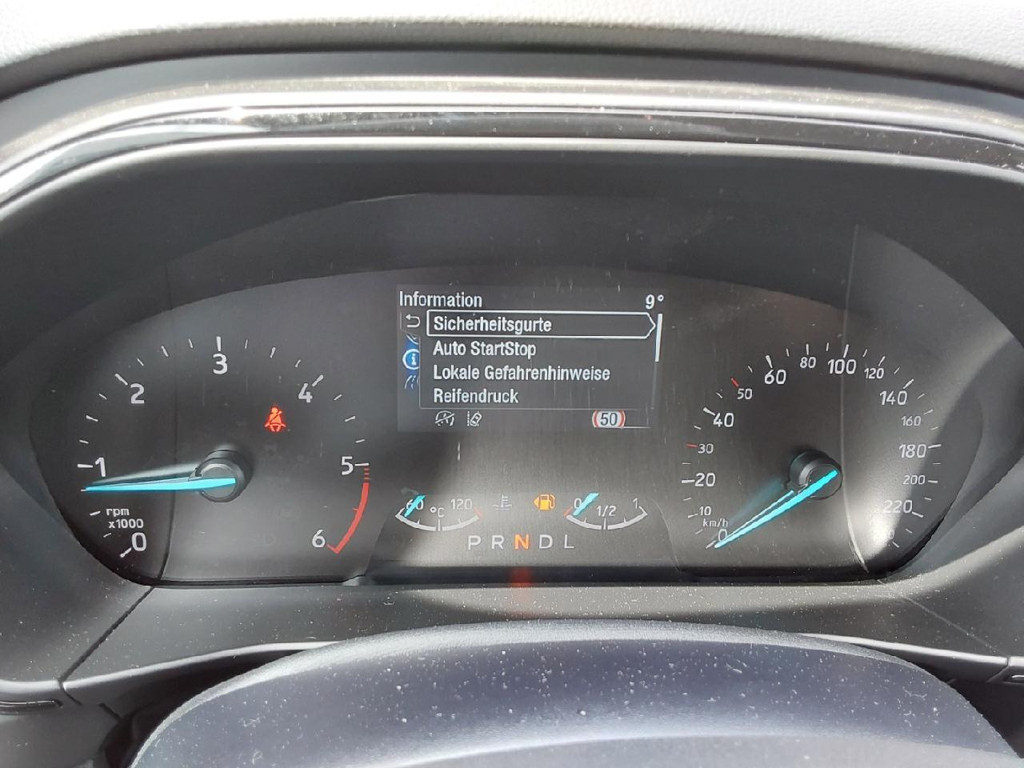 Information 9°
Sicherheitsgurte
Auto StartStop
Lokale Gefahrenhinweise
Reifendruck
50
0
1
2
3
4
5
6
rpm
x1000
60 °C 120
0 1/2 1
P R N D L
0
10
20
30
40
50
60
80
100
120
140
160
180
200
220
km/h